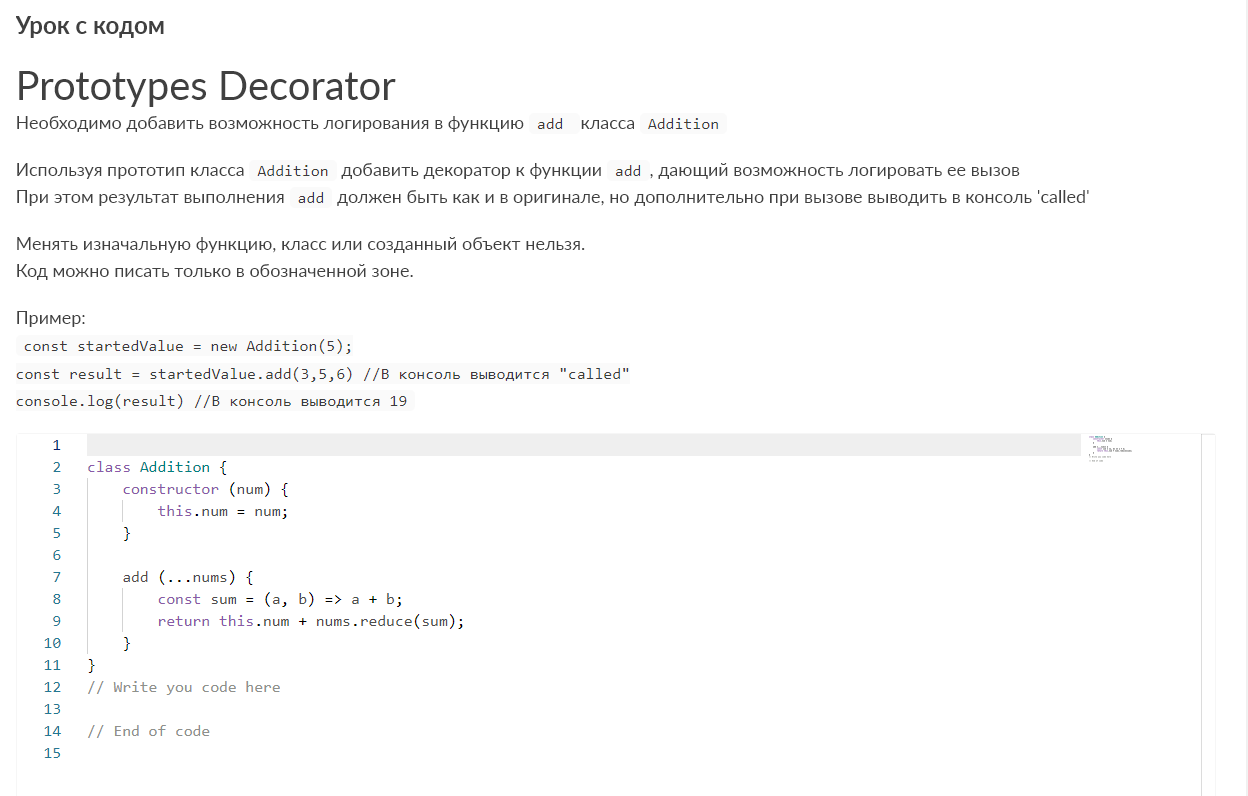 Урок с кодом
Prototypes Decorator
Необходимо добавить возможность логирования в функцию add класса Addition
Используя прототип класса Addition добавить декоратор к функции add , дающий возможность логировать ее вызов
При этом результат выполнения add должен быть как и в оригинале, но дополнительно при вызове выводить в консоль 'called'
Менять изначальную функцию, класс или созданный объект нельзя.
Код можно писать только в обозначенной зоне.
Пример:
const startedValue = new Addition(5);
const result = startedValue.add(3,5,6) //В консоль выводится "called"
console.log(result) //В консоль выводится 19
1
2 class Addition {
3     constructor (num) {
4         this.num = num;
5     }
6
7     add (...nums) {
8         const sum = (a, b) => a + b;
9         return this.num + nums.reduce(sum);
10     }
11 }
12 // Write you code here
13
14 // End of code
15